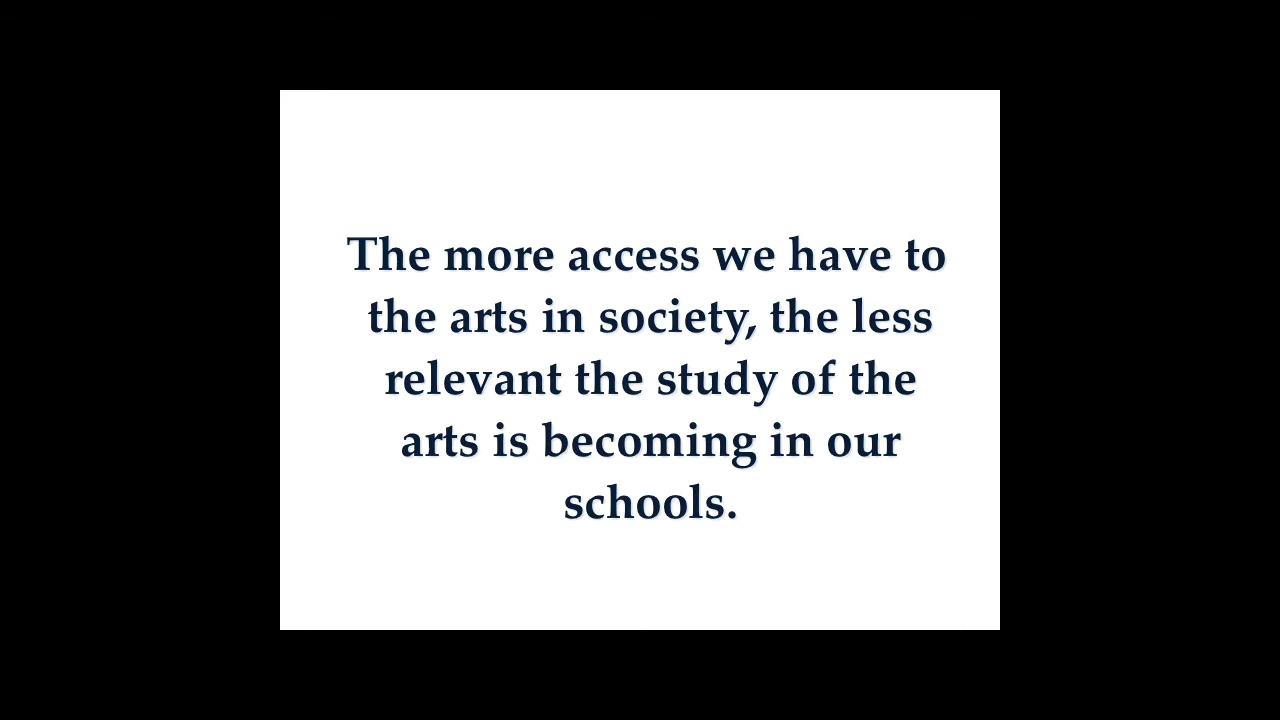 The more access we have to
the arts in society, the less
relevant the study of the
arts is becoming in our
schools.